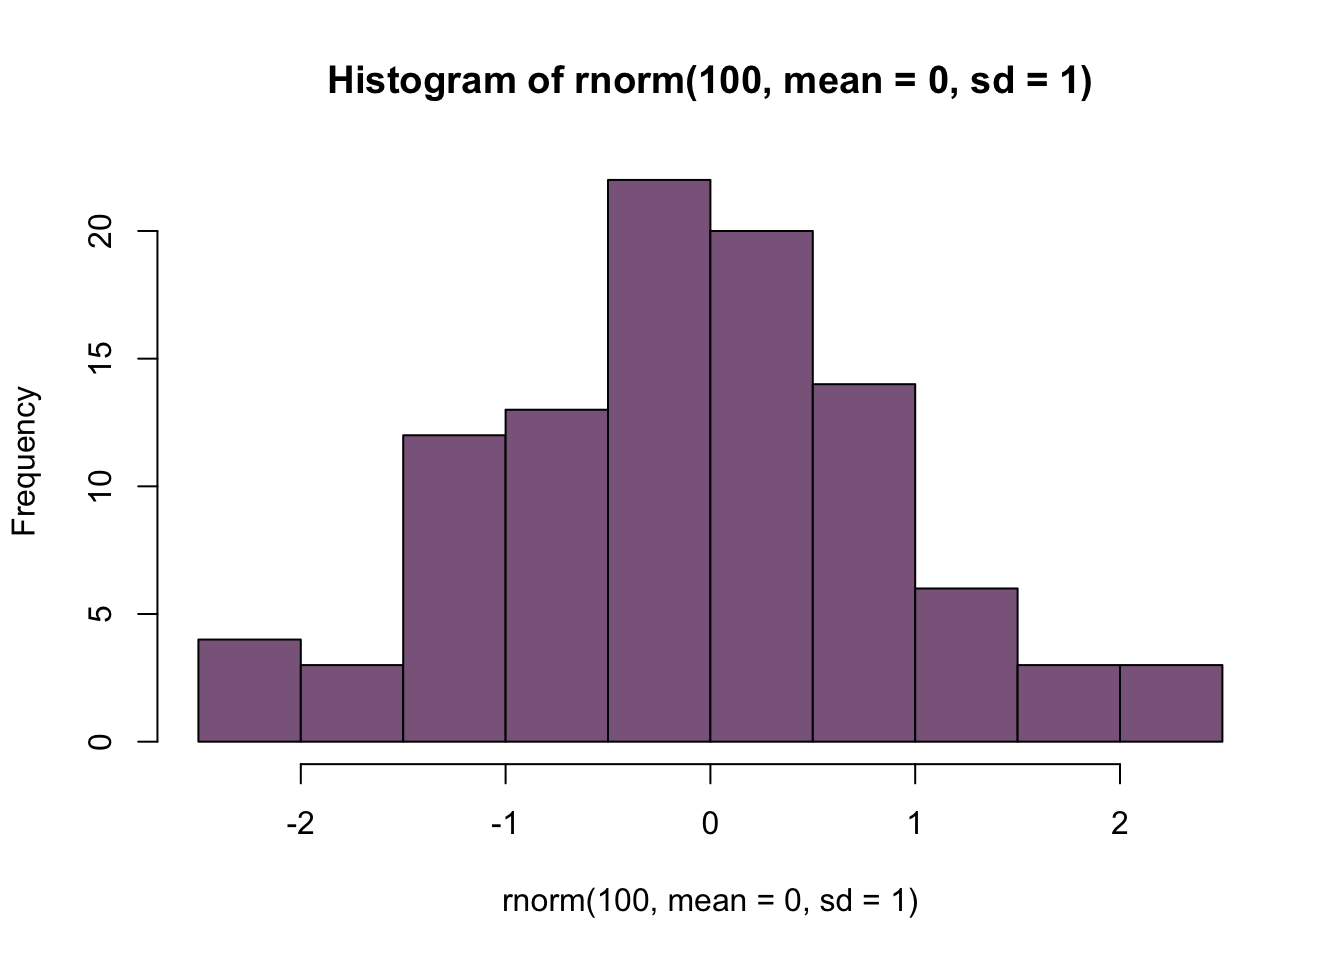 Histogram of rnorm(100, mean = 0, sd = 1)
Frequency
20
15
10
5
0
-2 -1 0 1 2
rnorm(100, mean = 0, sd = 1)